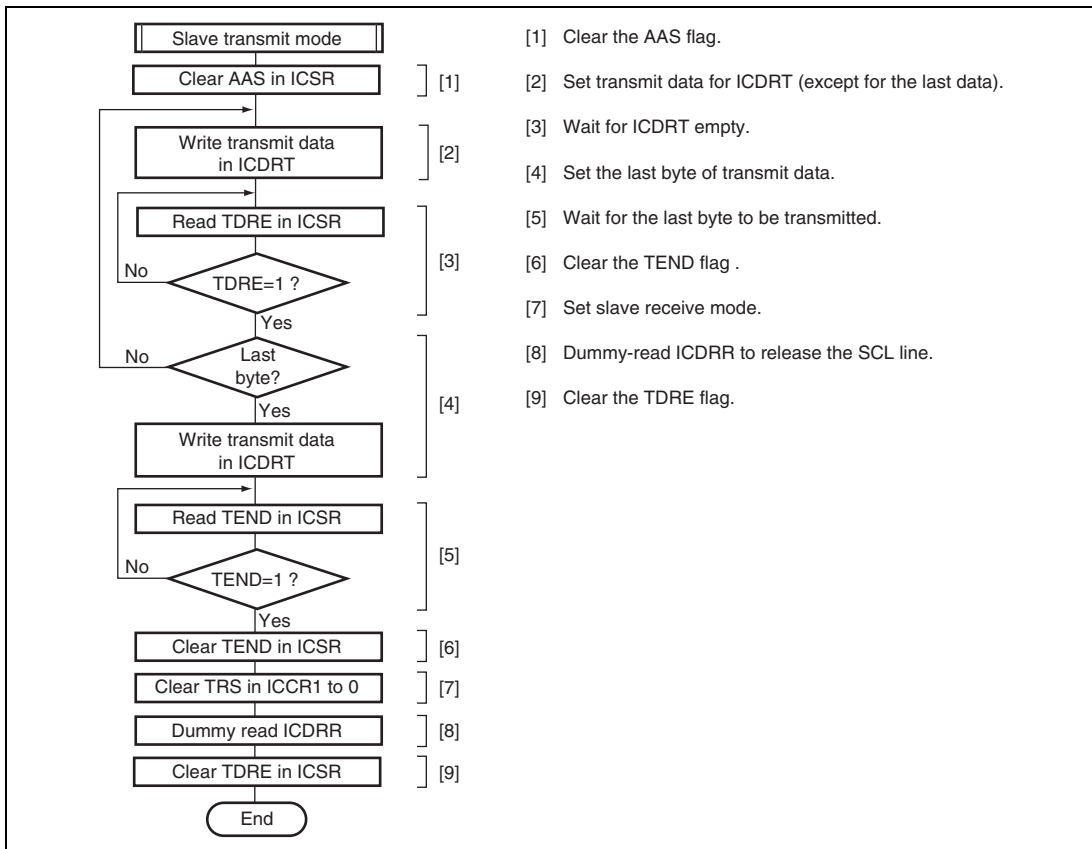 Slave transmit mode
Clear AAS in ICSR
[1]
Write transmit data
in ICDRT
[2]
Read TDRE in ICSR
No
TDRE=1 ?
[3]
Yes
No
Last
byte?
Yes
[4]
Write transmit data
in ICDRT
Read TEND in ICSR
No
TEND=1 ?
[5]
Yes
Clear TEND in ICSR
[6]
Clear TRS in ICCR1 to 0
[7]
Dummy read ICDRR
[8]
Clear TDRE in ICSR
[9]
End
[1] Clear the AAS flag.
[2] Set transmit data for ICDRT (except for the last data).
[3] Wait for ICDRT empty.
[4] Set the last byte of transmit data.
[5] Wait for the last byte to be transmitted.
[6] Clear the TEND flag .
[7] Set slave receive mode.
[8] Dummy-read ICDRR to release the SCL line.
[9] Clear the TDRE flag.